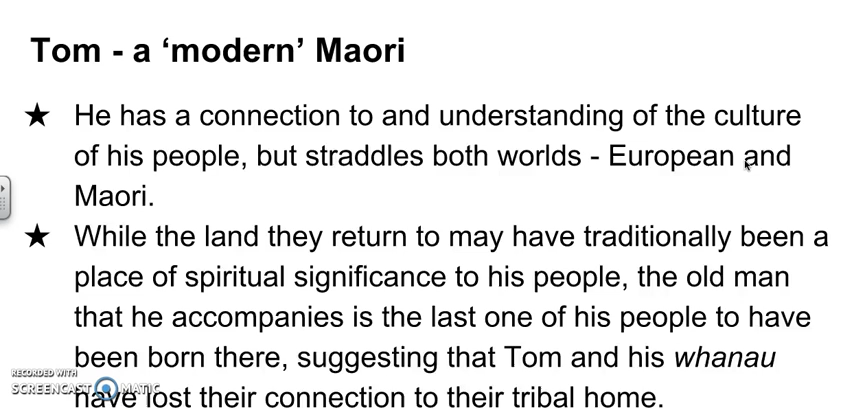 Tom - a ‘modern’ Maori
★ He has a connection to and understanding of the culture
of his people, but straddles both worlds - European and
Maori.
★ While the land they return to may have traditionally been a
place of spiritual significance to his people, the old man
that he accompanies is the last one of his people to have
been born there, suggesting that Tom and his whanau
have lost their connection to their tribal home.
RECORDED WITH
SCREENCAST MATIC